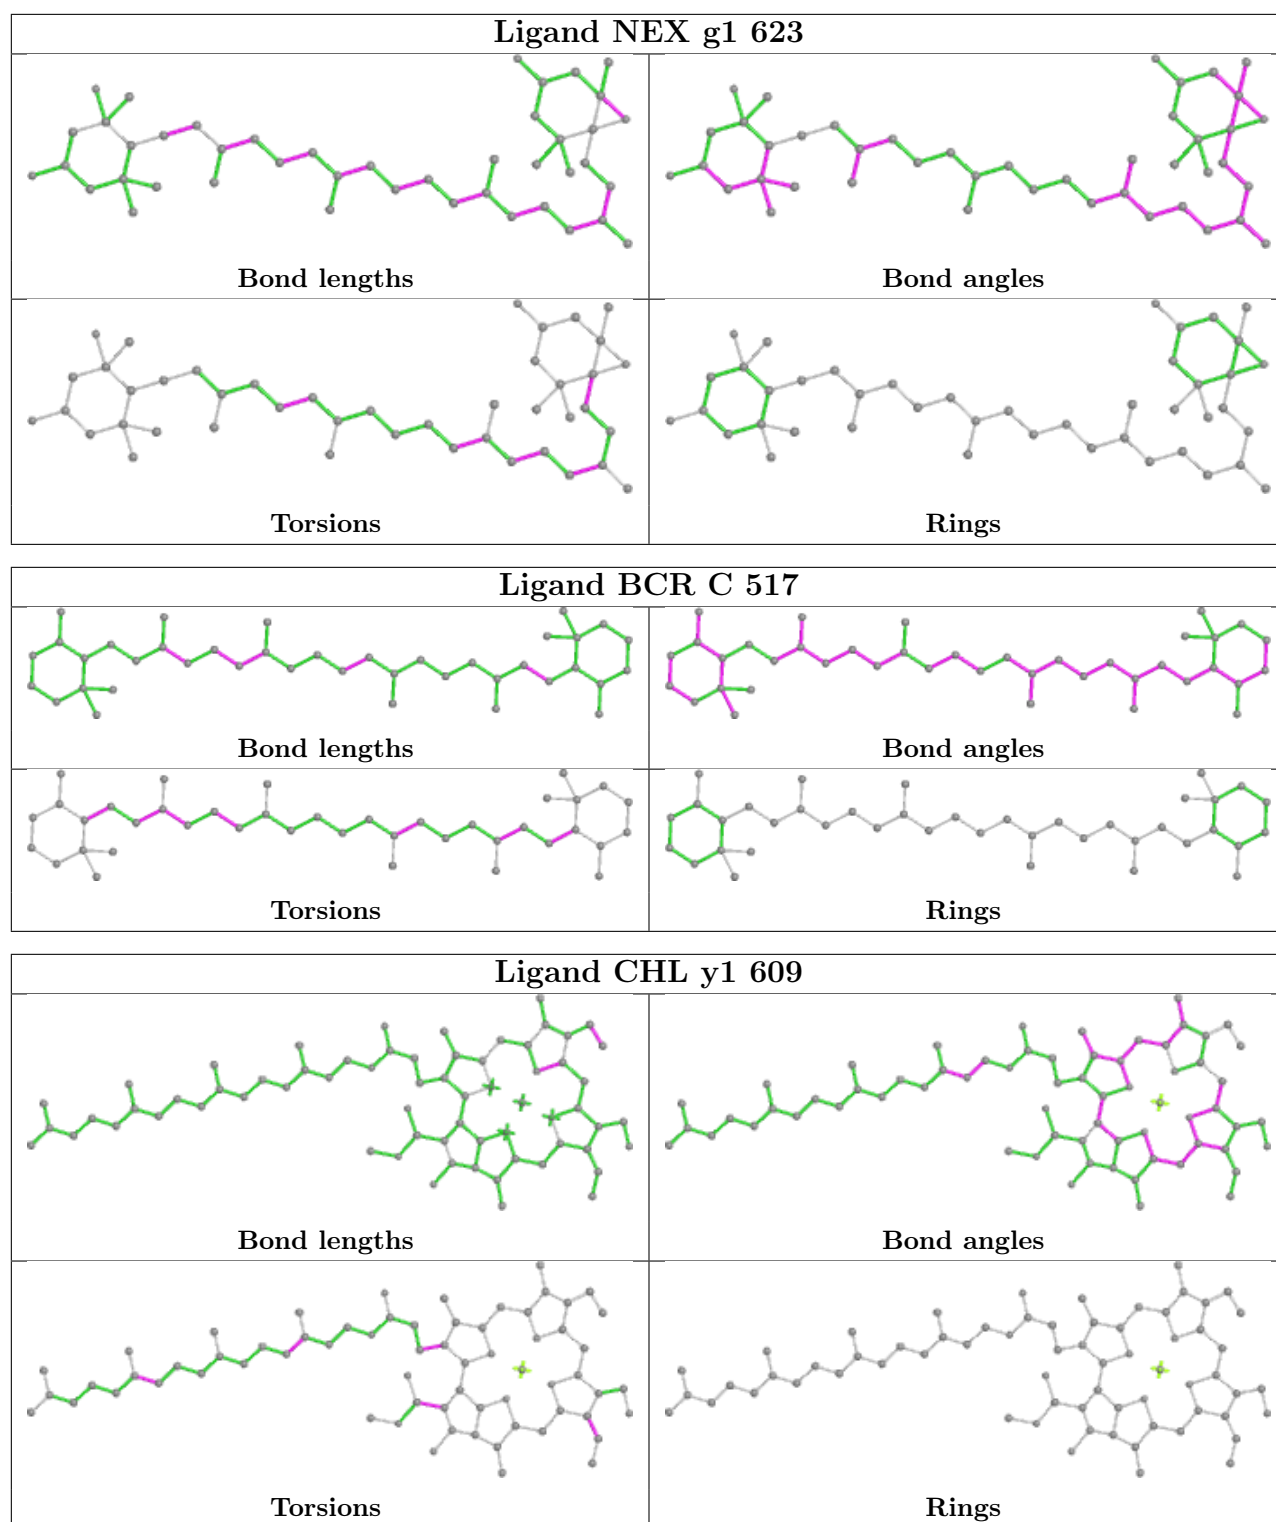 Ligand NEX g1 623
Bond lengths
Bond angles
Torsions
Rings
Ligand BCR C 517
Bond lengths
Bond angles
Torsions
Rings
Ligand CHL y1 609
Bond lengths
Bond angles
Torsions
Rings